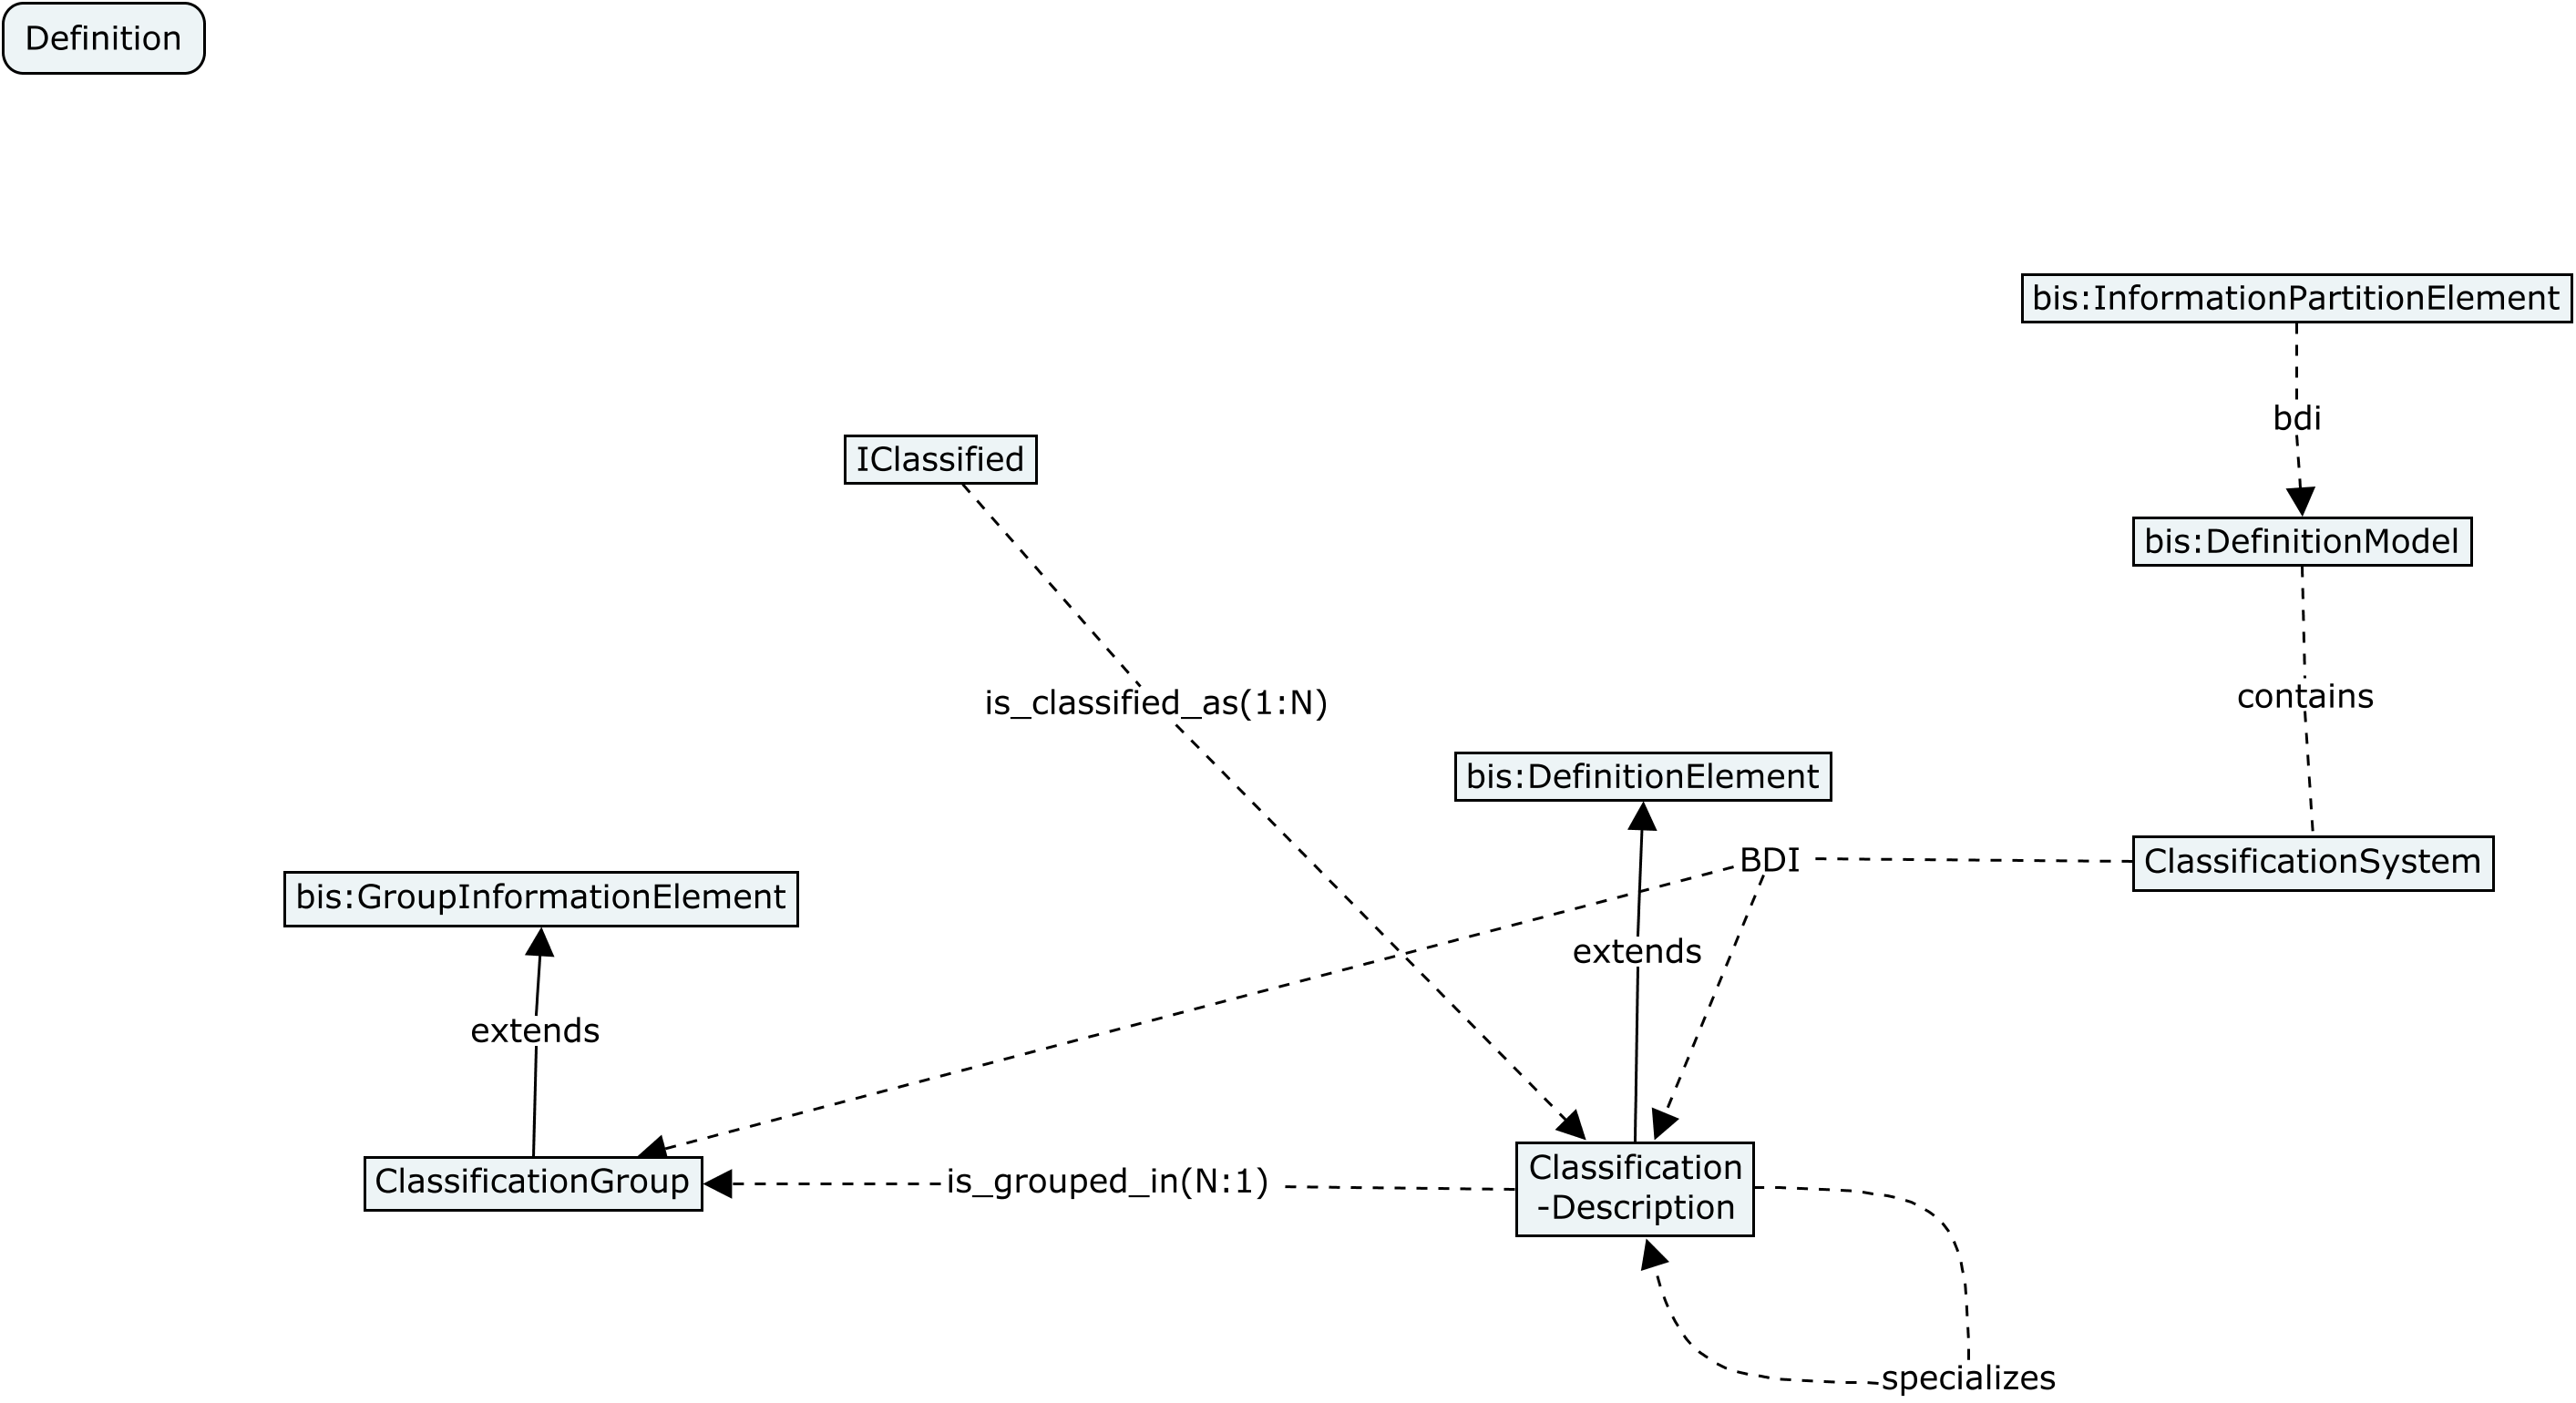 Definition
bis:InformationPartitionElement
bdi
IClassified
bis:DefinitionModel
contains
is_classified_as(1:N)
bis:DefinitionElement
BDI
ClassificationSystem
bis:GroupInformationElement
extends
extends
Classification
-Description
ClassificationGroup
is_grouped_in(N:1)
specializes